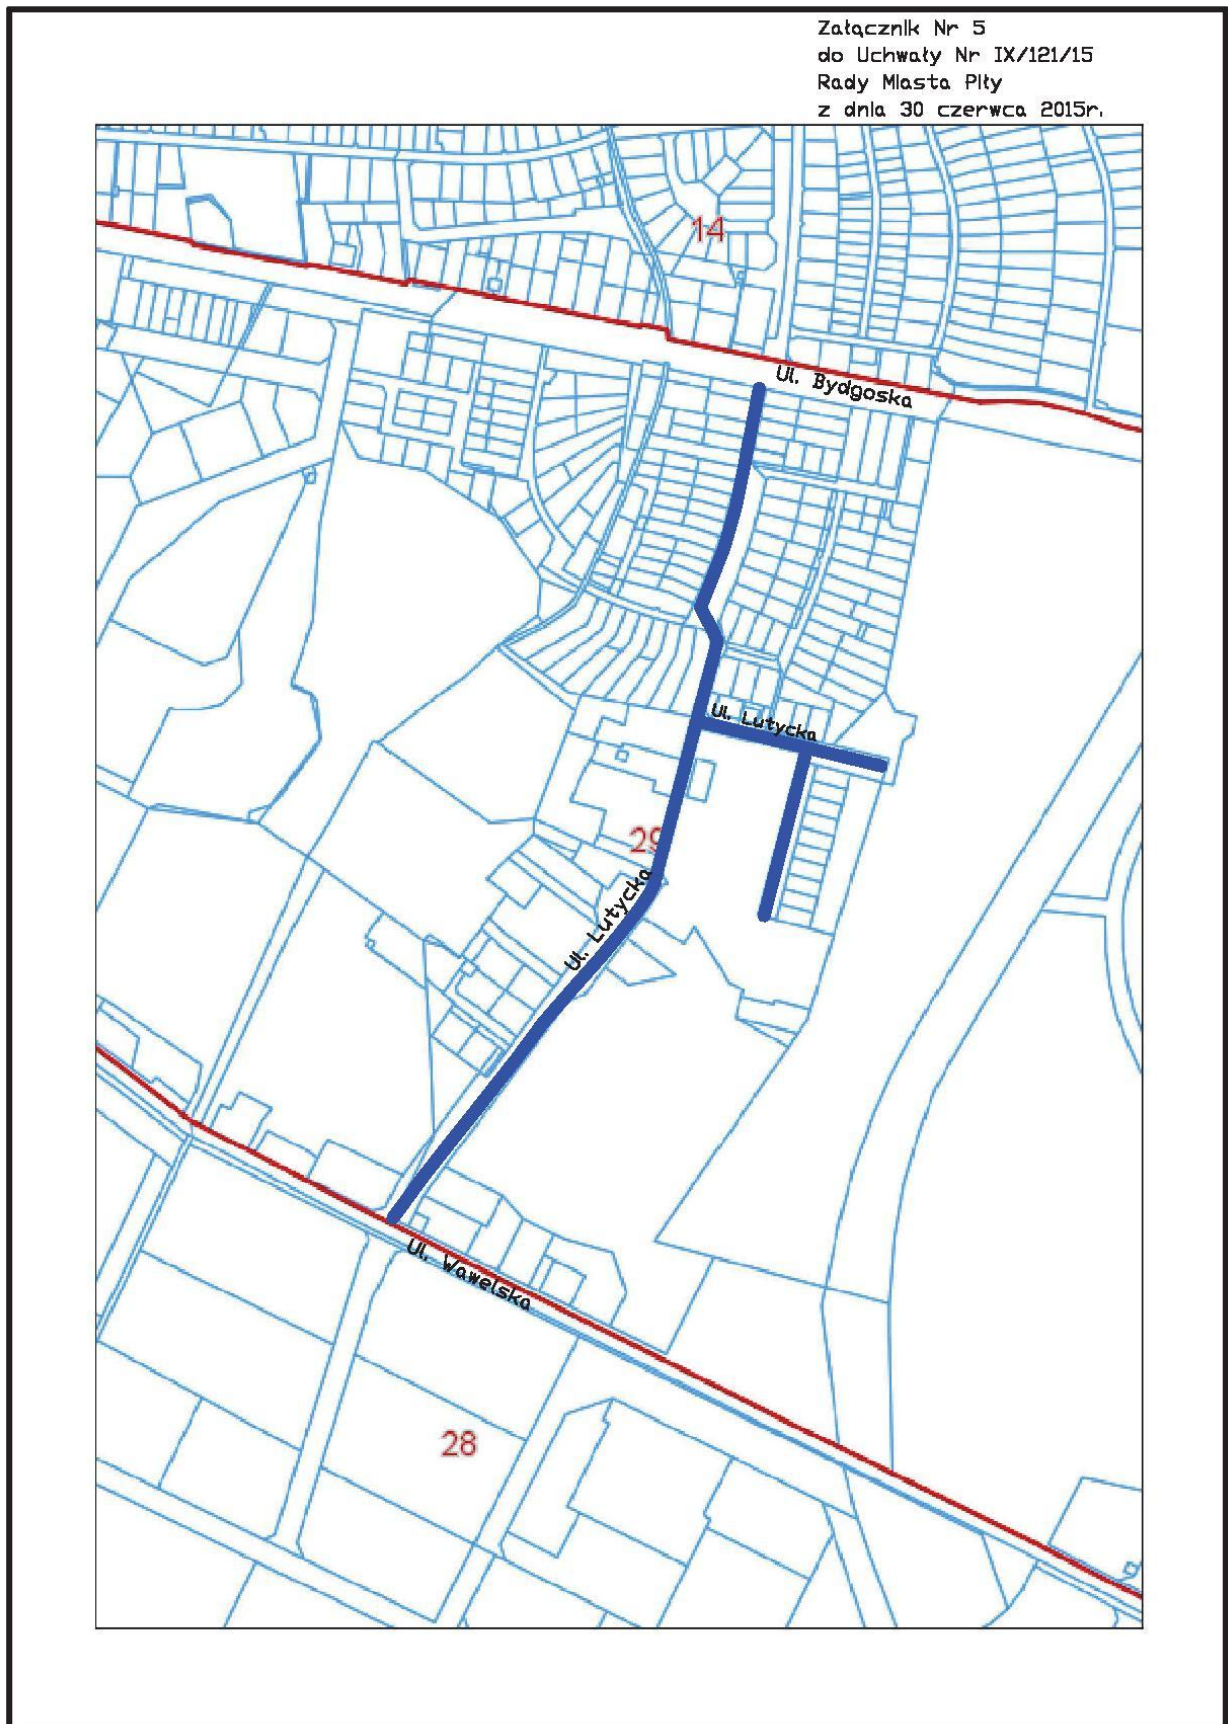 Załącznik Nr 5
do Uchwały Nr IX/121/15
Rady Miasta Piły
z dnia 30 czerwca 2015r.
14
Ul. Bydgoska
Ul. Lutycka
29
Ul. Lutycka
Ul. Wawelska
28